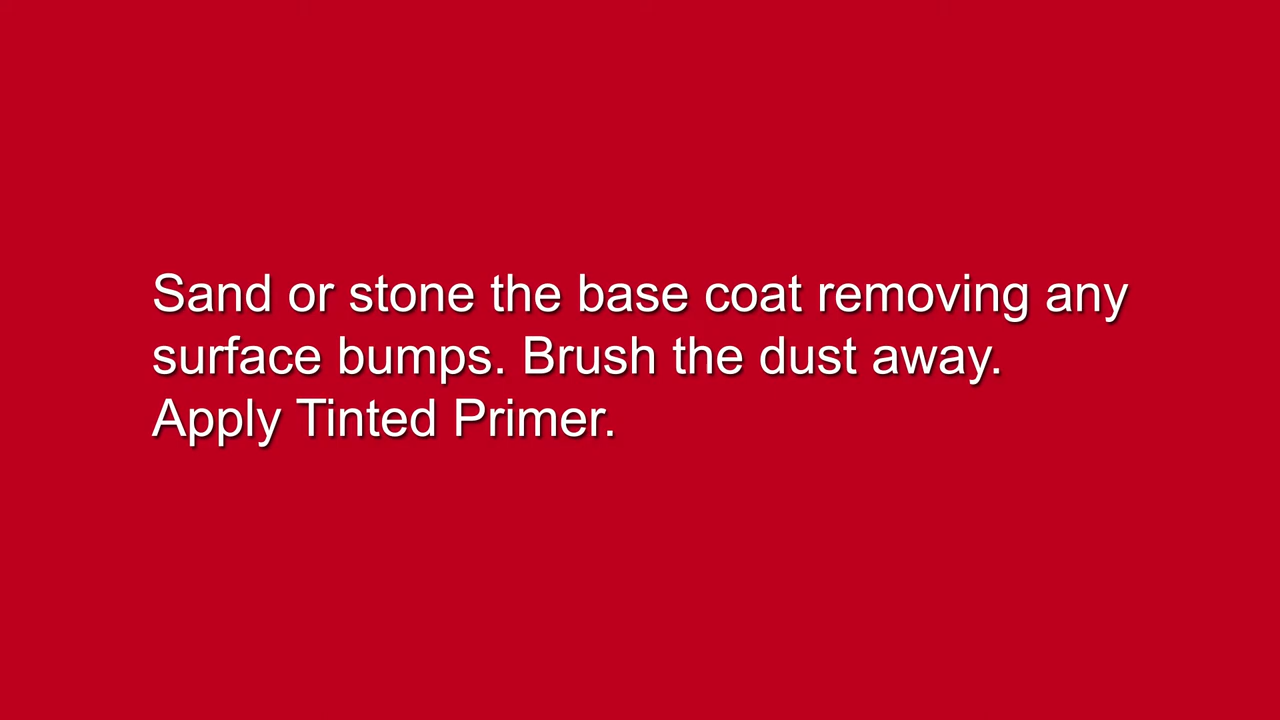 Sand or stone the base coat removing any
surface bumps. Brush the dust away.
Apply Tinted Primer.